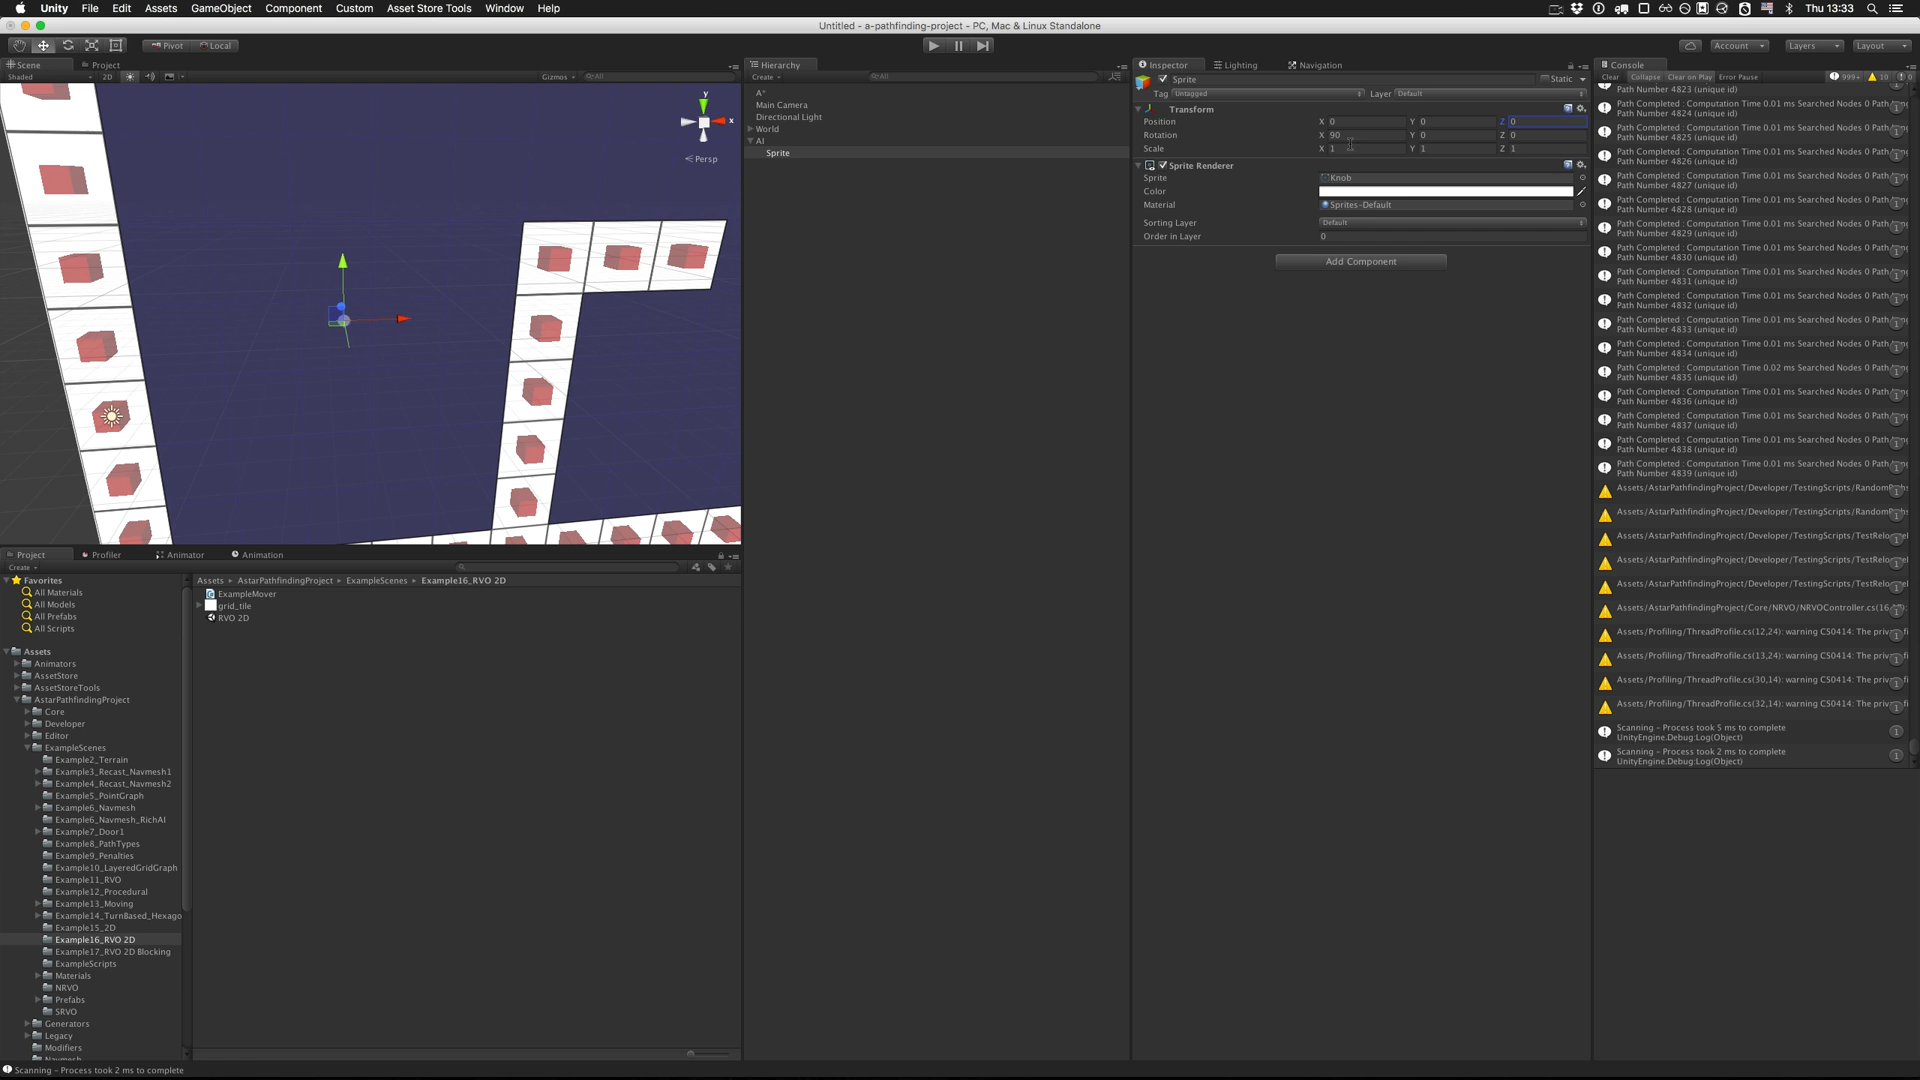 Unity File Edit Assets GameObject Component Custom Asset Store Tools Window Help
Thu 13:33
Untitled - a-pathfinding-project - PC, Mac & Linux Standalone
Pivot Local
Account Layers Layout
Scene Project
Shaded 2D Gizmos All
y
x
Persp
Hierarchy
Create All
A*
Main Camera
Directional Light
World
AI
Sprite
Inspector Lighting Navigation
Sprite Static
Tag Untagged Layer Default
Transform
Position X 0 Y 0 Z 0
Rotation X 90 Y 0 Z 0
Scale X 1 Y 1 Z 1
Sprite Renderer
Sprite Knob
Color
Material Sprites-Default
Sorting Layer Default
Order in Layer 0
Add Component
Console
Clear Collapse Clear on Play Error Pause 999+ 10 0
Path Number 4823 (unique id)
Path Completed : Computation Time 0.01 ms Searched Nodes 0 Path
Path Number 4824 (unique id)
Path Completed : Computation Time 0.01 ms Searched Nodes 0 Path
Path Number 4825 (unique id)
Path Completed : Computation Time 0.01 ms Searched Nodes 0 Path
Path Number 4826 (unique id)
Path Completed : Computation Time 0.01 ms Searched Nodes 0 Path
Path Number 4827 (unique id)
Path Completed : Computation Time 0.01 ms Searched Nodes 0 Path
Path Number 4828 (unique id)
Path Completed : Computation Time 0.01 ms Searched Nodes 0 Path
Path Number 4829 (unique id)
Path Completed : Computation Time 0.01 ms Searched Nodes 0 Path
Path Number 4830 (unique id)
Path Completed : Computation Time 0.01 ms Searched Nodes 0 Path
Path Number 4831 (unique id)
Path Completed : Computation Time 0.01 ms Searched Nodes 0 Path
Path Number 4832 (unique id)
Path Completed : Computation Time 0.01 ms Searched Nodes 0 Path
Path Number 4833 (unique id)
Path Completed : Computation Time 0.01 ms Searched Nodes 0 Path
Path Number 4834 (unique id)
Path Completed : Computation Time 0.02 ms Searched Nodes 0 Path
Path Number 4835 (unique id)
Path Completed : Computation Time 0.01 ms Searched Nodes 0 Path
Path Number 4836 (unique id)
Path Completed : Computation Time 0.01 ms Searched Nodes 0 Path
Path Number 4837 (unique id)
Path Completed : Computation Time 0.01 ms Searched Nodes 0 Path
Path Number 4838 (unique id)
Path Completed : Computation Time 0.01 ms Searched Nodes 0 Path
Path Number 4839 (unique id)
Assets/AstarPathfindingProject/Developer/TestingScripts/Random
Assets/AstarPathfindingProject/Developer/TestingScripts/Random
Assets/AstarPathfindingProject/Developer/TestingScripts/TestRelo
Assets/AstarPathfindingProject/Developer/TestingScripts/TestRelo
Assets/AstarPathfindingProject/Developer/TestingScripts/TestRelo
Assets/AstarPathfindingProject/Core/NRVO/NRVOController.cs(16
Assets/Profiling/ThreadProfile.cs(12,24): warning CS0414: The priv
Assets/Profiling/ThreadProfile.cs(13,24): warning CS0414: The priv
Assets/Profiling/ThreadProfile.cs(30,14): warning CS0414: The priv
Assets/Profiling/ThreadProfile.cs(32,14): warning CS0414: The priv
Scanning - Process took 5 ms to complete
UnityEngine.Debug:Log(Object)
Scanning - Process took 2 ms to complete
UnityEngine.Debug:Log(Object)
Project Profiler Animator Animation
Create
Favorites
All Materials
All Models
All Prefabs
All Scripts
Assets
Animators
AssetStore
AssetStoreTools
AstarPathfindingProject
Core
Developer
Editor
ExampleScenes
Example2_Terrain
Example3_Recast_Navmesh1
Example4_Recast_Navmesh2
Example5_PointGraph
Example6_Navmesh
Example6_Navmesh_RichAI
Example7_Door1
Example8_PathTypes
Example9_Penalties
Example10_LayeredGridGraph
Example11_RVO
Example12_Procedural
Example13_Moving
Example14_TurnBased_Hexago
Example15_2D
Example16_RVO 2D
Example17_RVO 2D Blocking
ExampleScripts
Materials
NRVO
Prefabs
SRVO
Generators
Legacy
Modifiers
Navmesh
Assets AstarPathfindingProject ExampleScenes Example16_RVO 2D
ExampleMover
grid_tile
RVO 2D
Scanning - Process took 2 ms to complete